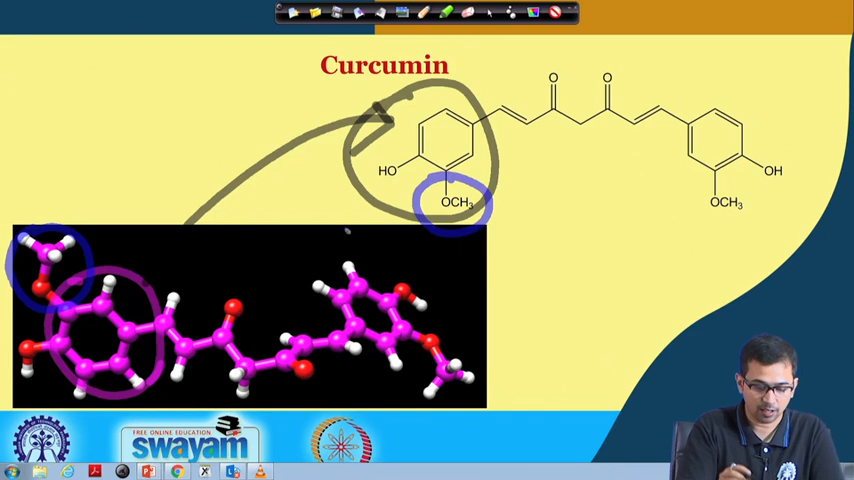 Curcumin
O
O
HO
OCH3
OH
OCH3
FREE ONLINE EDUCATION
swayam